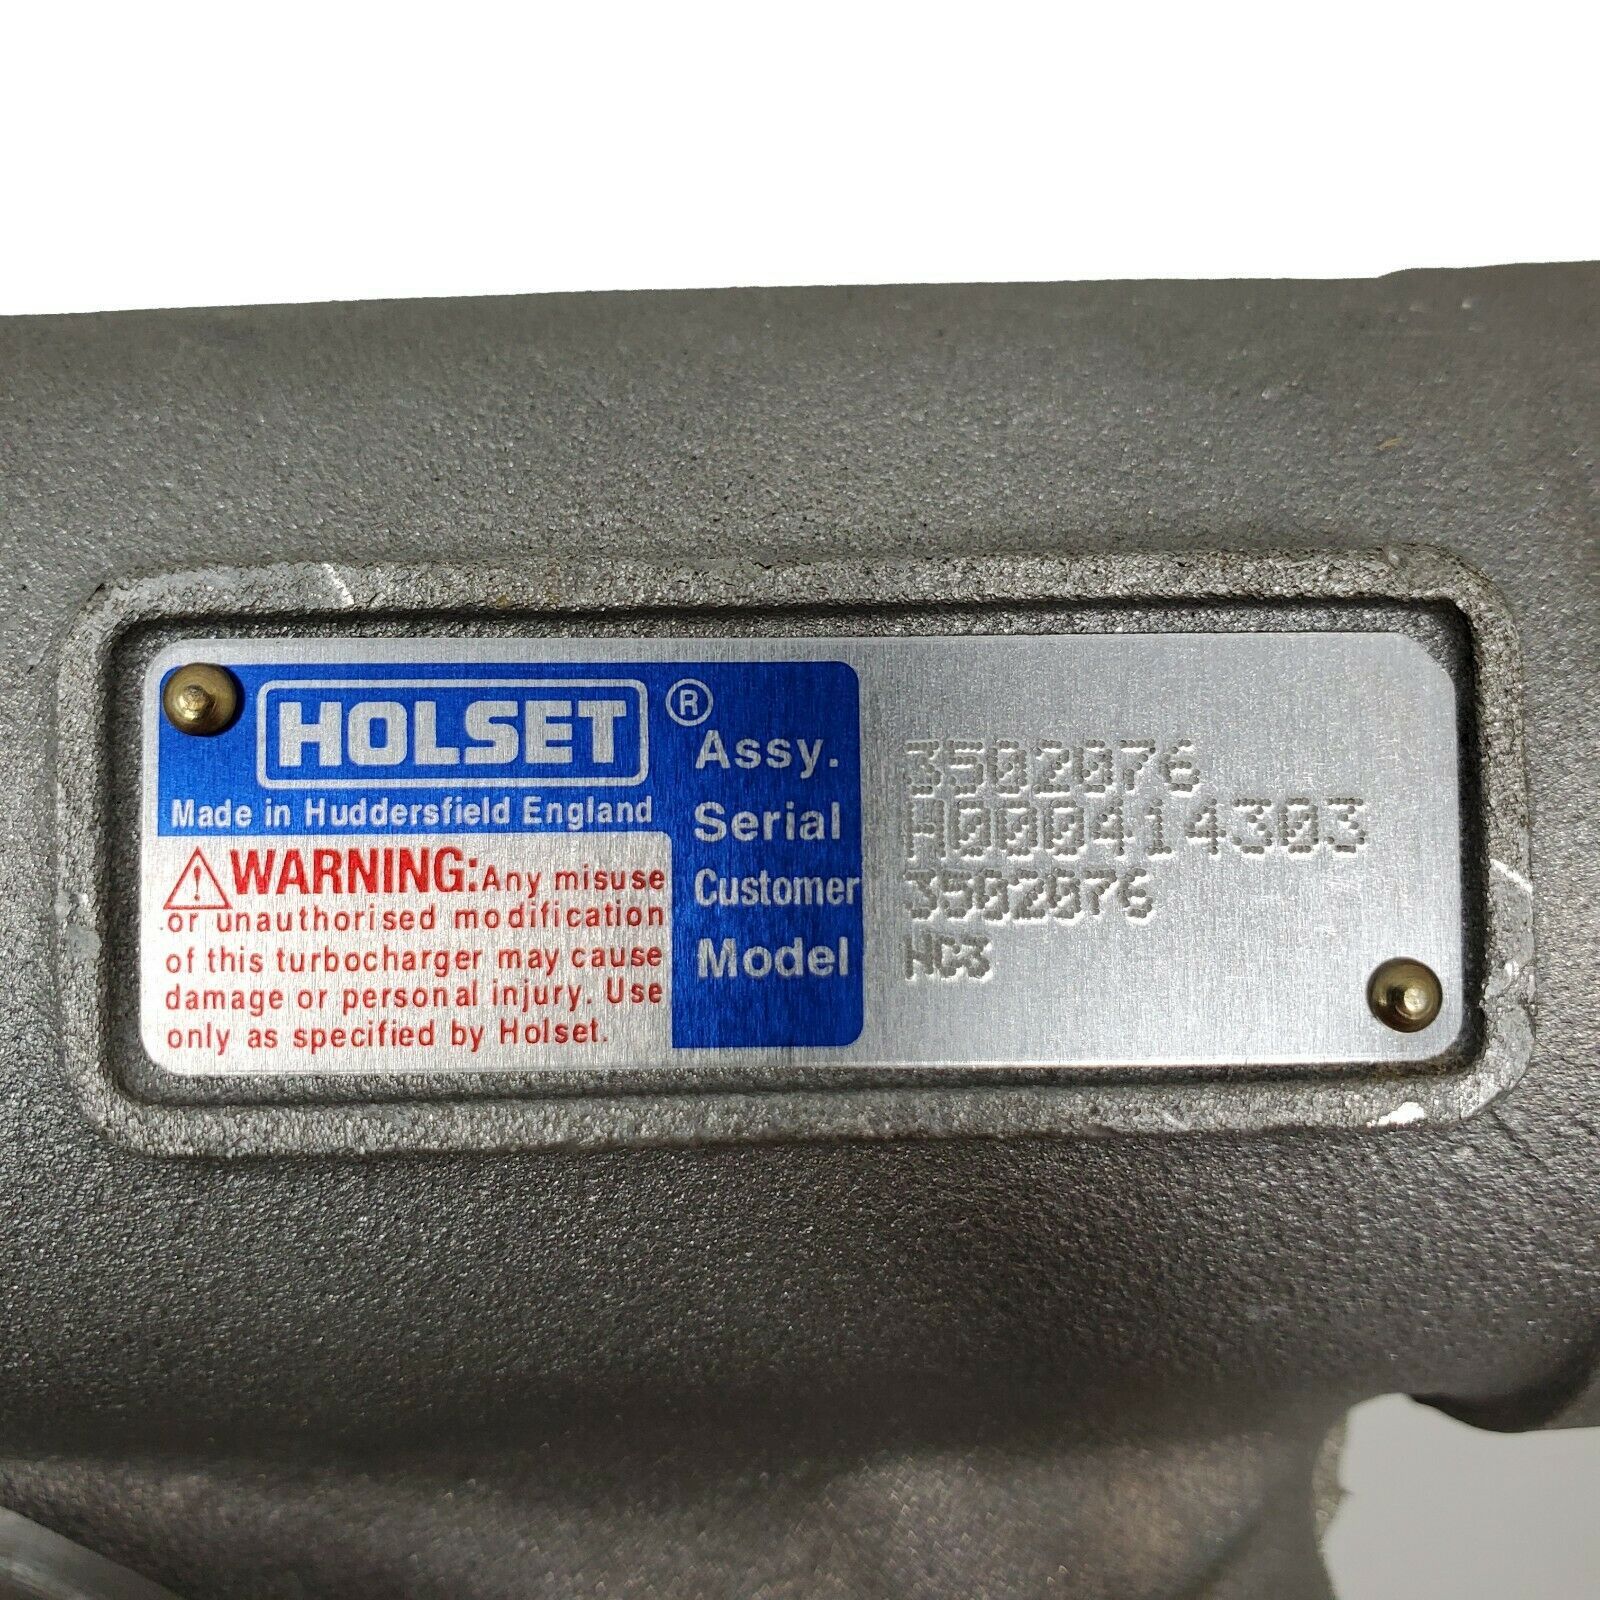 HOLSET ®
Made in Huddersfield England
WARNING: Any misuse
or unauthorised modification
of this turbocharger may cause
damage or personal injury. Use
only as specified by Holset.
Assy. 3502076
Serial H000414303
Customer 3502076
Model HC3